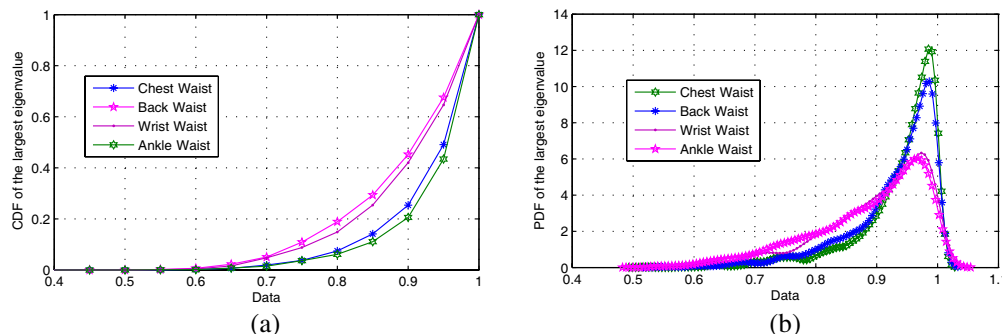 CDF of the largest eigenvalue
1
0.8
0.6
0.4
0.2
0
Chest Waist
Back Waist
Wrist Waist
Ankle Waist
0.4 0.5 0.6 0.7 0.8 0.9 1
Data
(a)
PDF of the largest eigenvalue
14
12
10
8
6
4
2
0
Chest Waist
Back Waist
Wrist Waist
Ankle Waist
0.4 0.5 0.6 0.7 0.8 0.9 1 1.1
Data
(b)